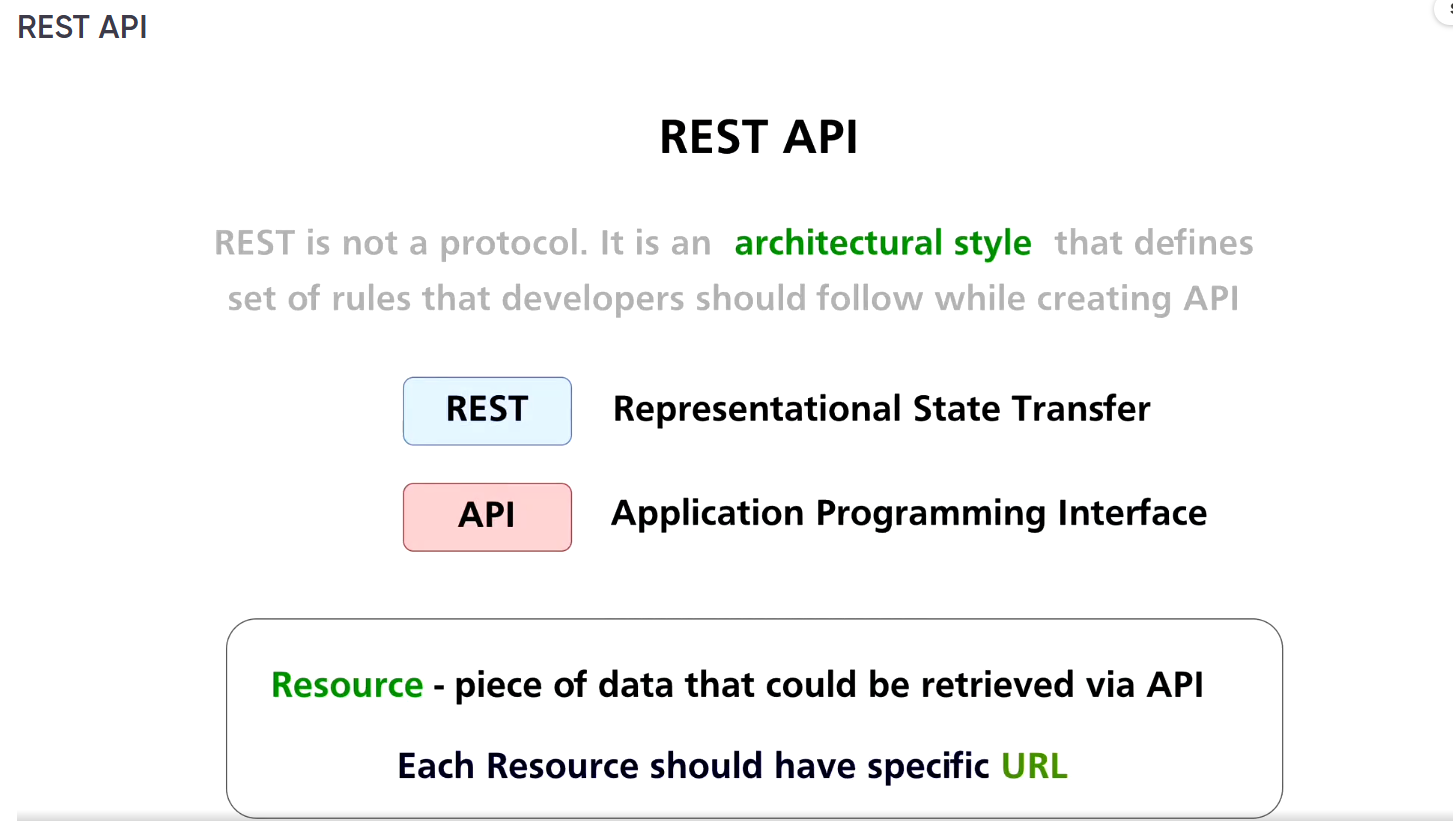 REST API
REST API
REST is not a protocol. It is an architectural style that defines
set of rules that developers should follow while creating API
REST Representational State Transfer
API Application Programming Interface
Resource - piece of data that could be retrieved via API
Each Resource should have specific URL